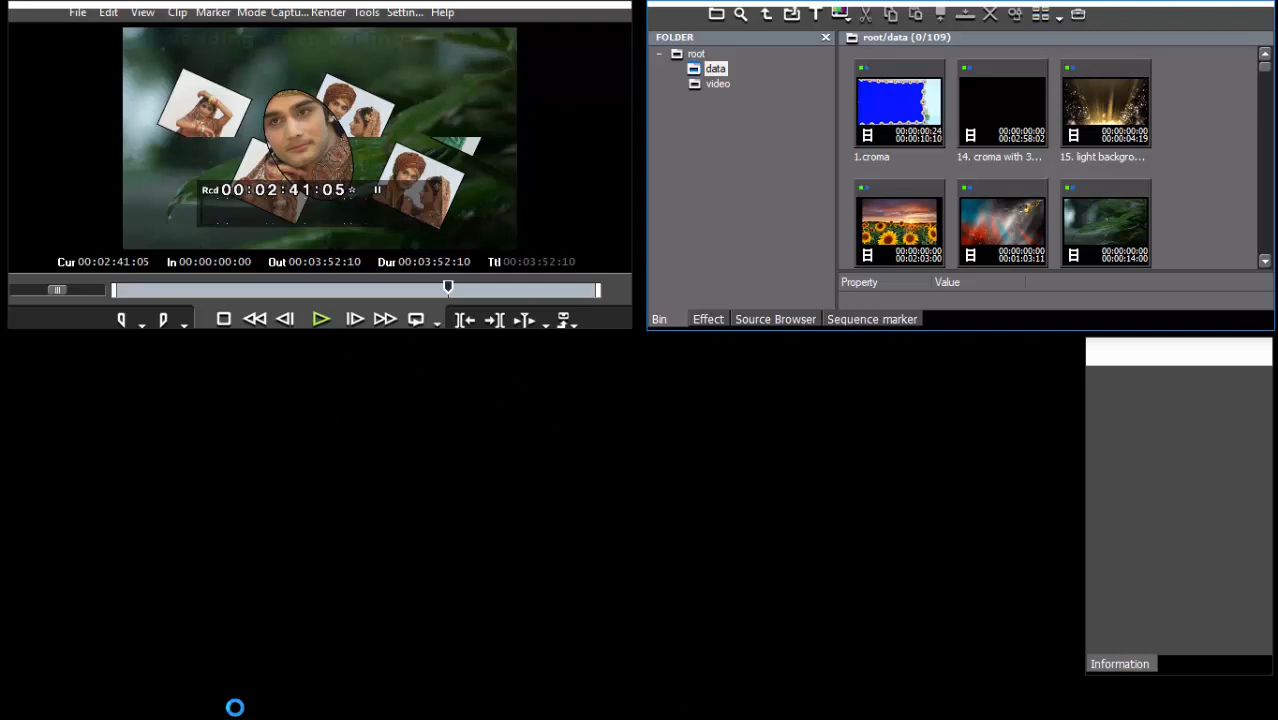 File Edit View Clip Marker Mode Captu... Render Tools Settin... Help
Rcd 00:02:41:05
Cur 00:02:41:05 In 00:00:00:00 Out 00:03:52:10 Dur 00:03:52:10 Ttl 00:03:52:10
FOLDER
root
data
video
root/data (0/109)
00:00:00:24
00:00:10:10
1.croma
00:00:00:00
00:02:58:02
14. croma with 3...
00:00:00:00
00:00:04:19
15. light backgro...
00:00:00:00
00:02:03:00
00:00:00:00
00:01:03:11
00:00:00:00
00:00:14:00
Property Value
Bin Effect Source Browser Sequence marker
Information